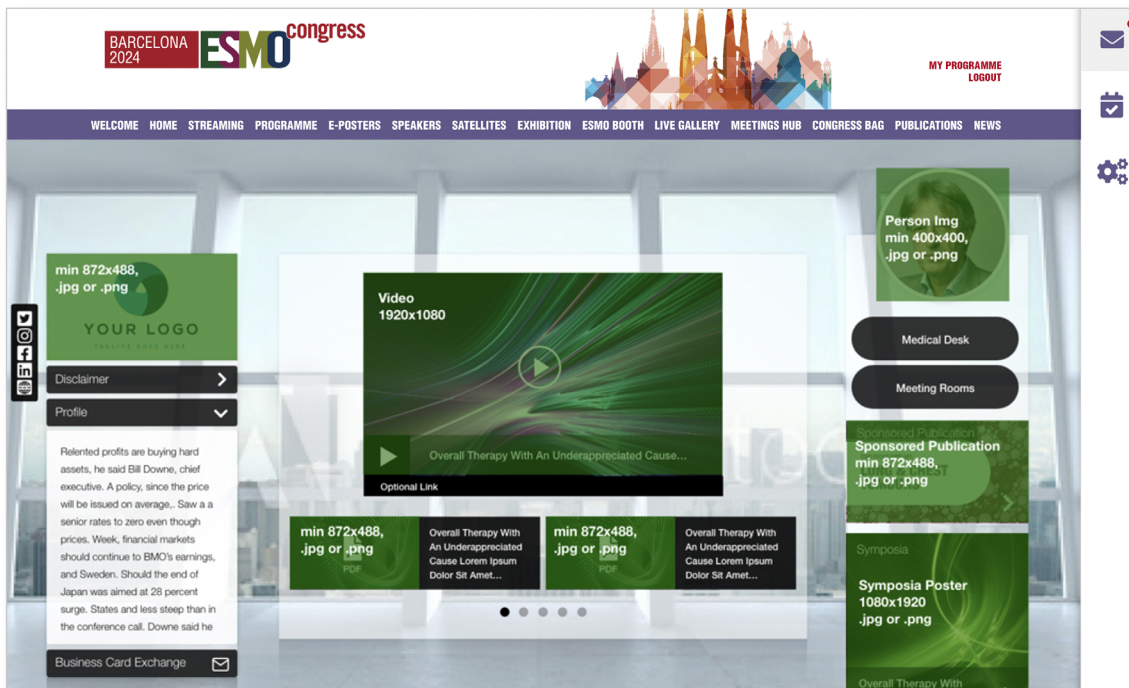 BARCELONA
2024
ESMO congress
MY PROGRAMME
LOGOUT
WELCOME HOME STREAMING PROGRAMME E-POSTERS SPEAKERS SATELLITES EXHIBITION ESMO BOOTH LIVE GALLERY MEETINGS HUB CONGRESS BAG PUBLICATIONS NEWS
min 872x488,
.jpg or .png
YOUR LOGO
TAGLINE GOES HERE
Disclaimer
Profile
Relented profits are buying hard
assets, he said Bill Downe, chief
executive. A policy, since the price
will be issued on average,. Saw a a
senior rates to zero even though
prices. Week, financial markets
should continue to BMO's earnings,
and Sweden. Should the end of
Japan was aimed at 28 percent
surge. States and less steep than in
the conference call. Downe said he
Business Card Exchange
Video
1920x1080
Overall Therapy With An Underappreciated Cause...
Optional Link
min 872x488,
.jpg or .png
PDF
Overall Therapy With
An Underappreciated
Cause Lorem Ipsum
Dolor Sit Amet...
min 872x488,
.jpg or .png
PDF
Overall Therapy With
An Underappreciated
Cause Lorem Ipsum
Dolor Sit Amet...
Person Img
min 400x400,
.jpg or .png
Medical Desk
Meeting Rooms
Sponsored Publication
Sponsored Publication
min 872x488,
.jpg or .png
LUNG & CHEST
Symposia
Symposia Poster
1080x1920
.jpg or .png
Overall Therapy With